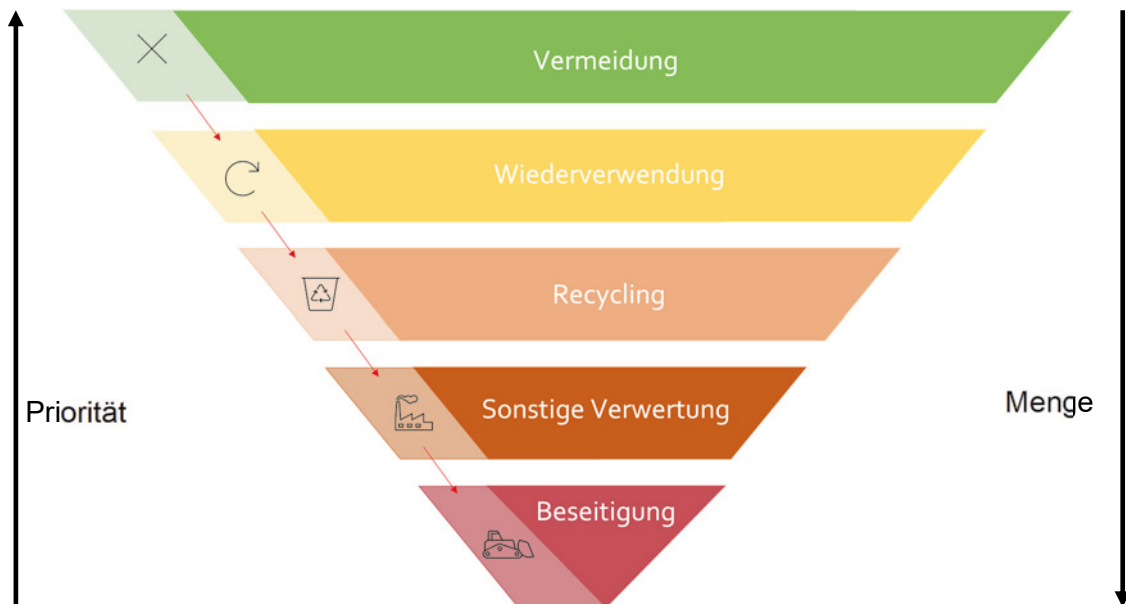 Vermeidung
Wiederverwendung
Recycling
Sonstige Verwertung
Priorität
Menge
Beseitigung